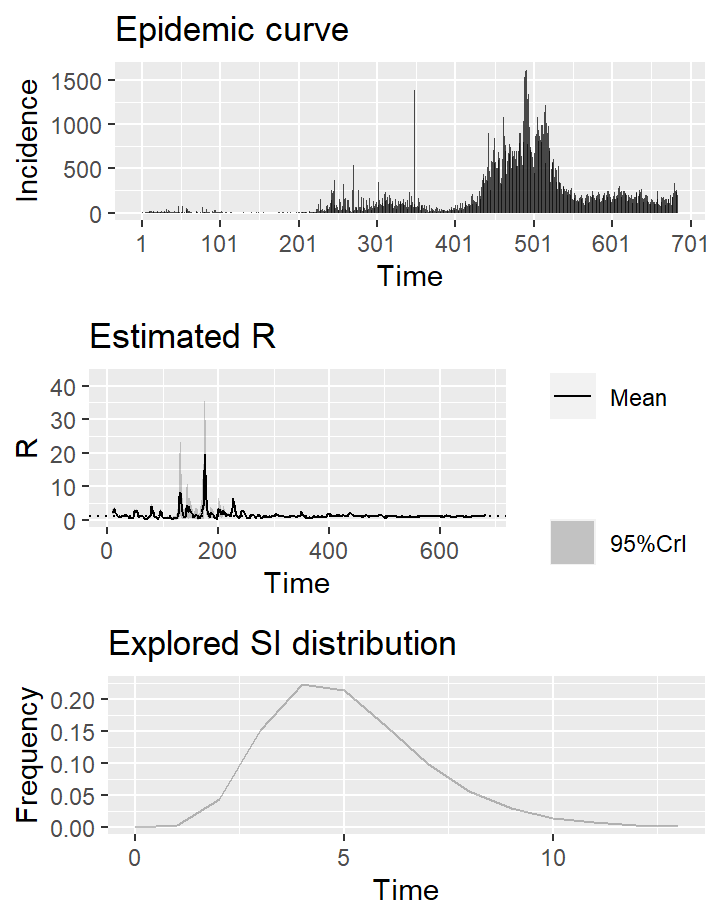 Epidemic curve
1500
1000
500
0
Incidence
1 101 201 301 401 501 601 701
Time
Estimated R
40
30
20
10
0
R
0 200 400 600
Time
Mean
95%CrI
Explored SI distribution
0.20
0.15
0.10
0.05
0.00
Frequency
0 5 10
Time